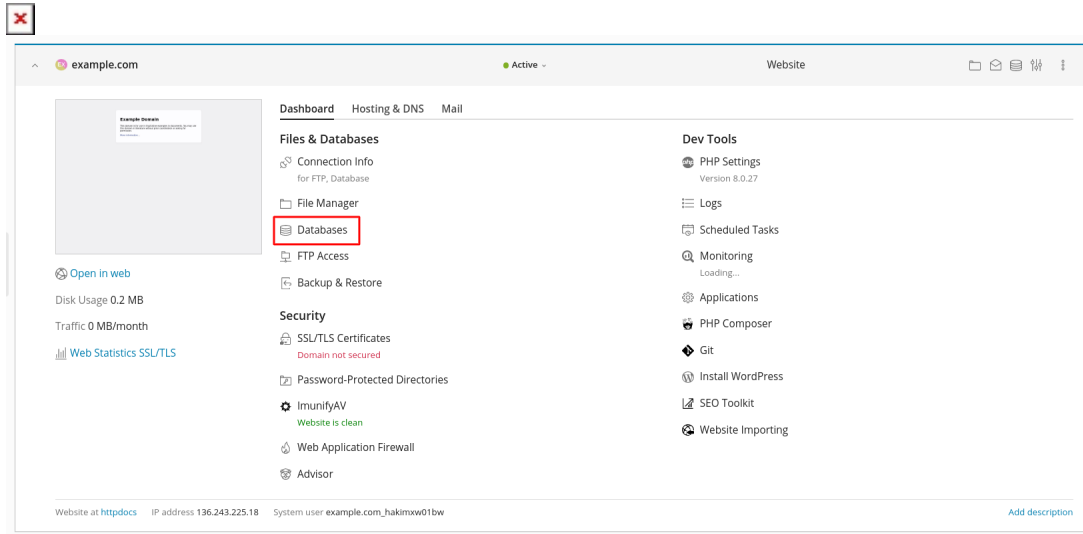 example.com
Active
Website
Example Domain
Dashboard Hosting & DNS Mail
Files & Databases
Connection Info
for FTP, Database
File Manager
Databases
FTP Access
Backup & Restore
Security
SSL/TLS Certificates
Domain not secured
Password-Protected Directories
ImunifyAV
Website is clean
Web Application Firewall
Advisor
Dev Tools
php PHP Settings
Version 8.0.27
Logs
Scheduled Tasks
Monitoring
Loading...
Applications
PHP Composer
Git
Install WordPress
SEO Toolkit
Website Importing
Open in web
Disk Usage 0.2 MB
Traffic 0 MB/month
Web Statistics SSL/TLS
Website at httpdocs IP address 136.243.225.18 System user example.com_hakimxw01bw
Add description